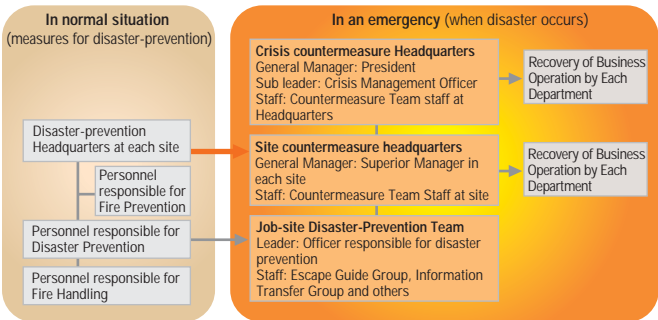 In normal situation
(measures for disaster-prevention)
Disaster-prevention
Headquarters at each site
Personnel
responsible for
Fire Prevention
Personnel responsible for
Disaster Prevention
Personnel responsible for
Fire Handling
In an emergency (when disaster occurs)
Crisis countermeasure Headquarters
General Manager: President
Sub leader: Crisis Management Officer
Staff: Countermeasure Team staff at
Headquarters
Recovery of Business
Operation by Each
Department
Site countermeasure headquarters
General Manager: Superior Manager in
each site
Staff: Countermeasure Team Staff at site
Recovery of Business
Operation by Each
Department
Job-site Disaster-Prevention Team
Leader: Officer responsible for disaster
prevention
Staff: Escape Guide Group, Information
Transfer Group and others